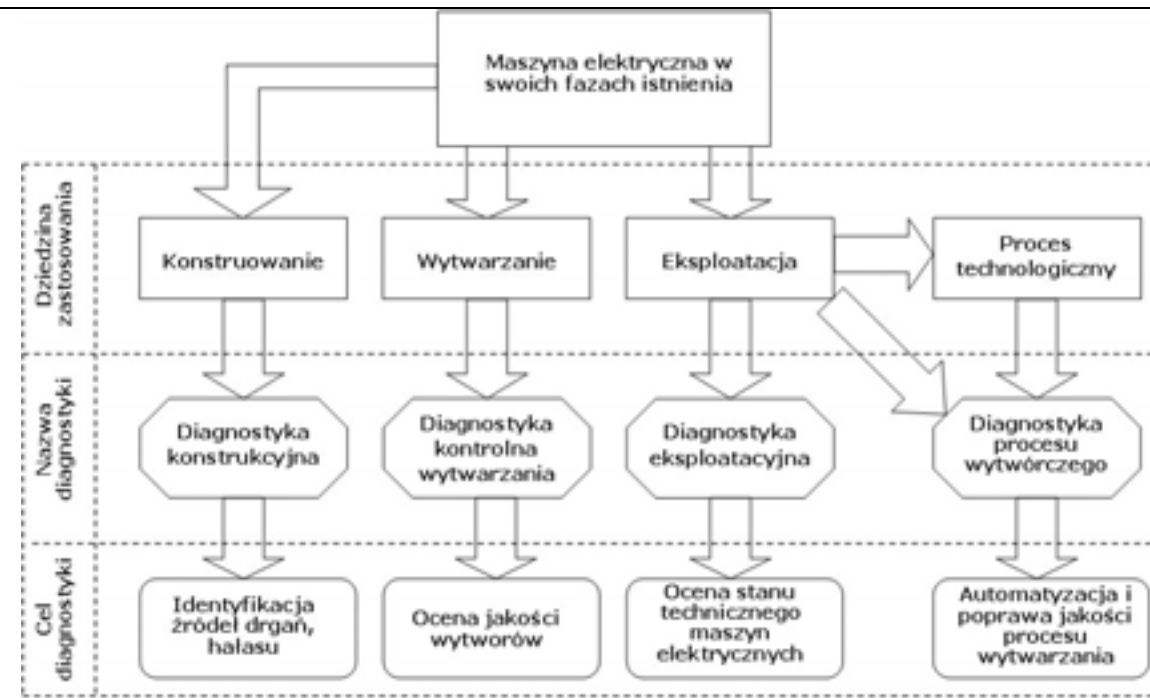 Maszyna elektryczna w
swoich fazach istnienia
Dziedzina
zastosowania
Konstruowanie
Wytwarzanie
Eksploatacja
Proces
technologiczny
Nazwa
diagnostyki
Diagnostyka
konstrukcyjna
Diagnostyka
kontrolna
wytwarzania
Diagnostyka
eksploatacyjna
Diagnostyka
procesu
wytwórczego
Cel
diagnostyki
Identyfikacja
źródeł drgań,
hałasu
Ocena jakości
wytworów
Ocena stanu
technicznego
maszyn
elektrycznych
Automatyzacja i
poprawa jakości
procesu
wytwarzania